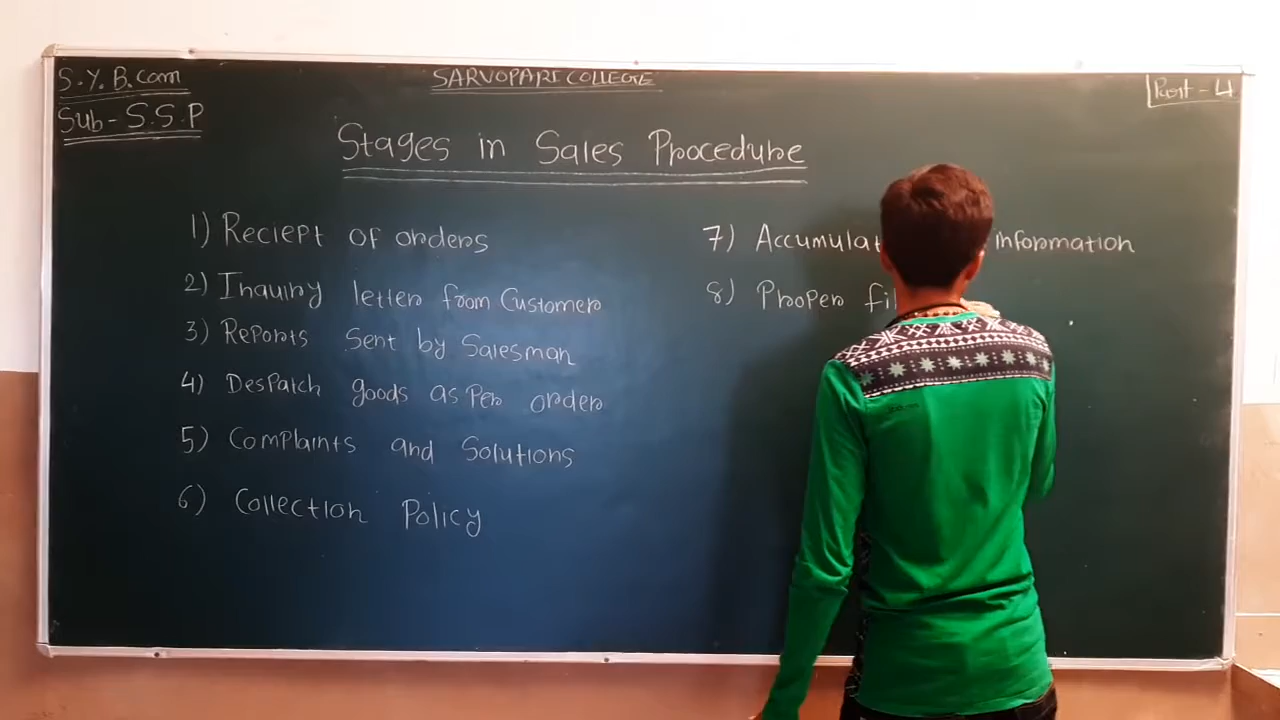 S.Y. B.Com
SARVOPARI COLLEGE
Part - 4
Sub - S.S.P
Stages in Sales Procedure
1) Reciept of orders
2) Inquiry letter from Customer
3) Reports Sent by Salesman
4) Despatch goods as Per order
5) Complaints and Solutions
6) Collection Policy
7) information
8) Proper